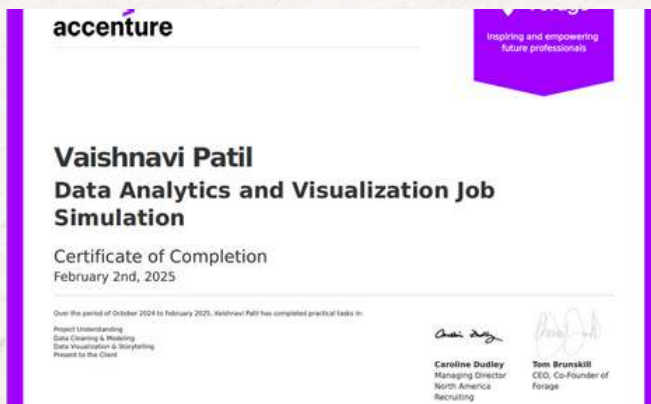 accenture
Inspiring and empowering
future professionals
Vaishnavi Patil
Data Analytics and Visualization Job
Simulation
Certificate of Completion
February 2nd, 2025
Over the period of October 2024 to February 2025, Vaishnavi Patil has completed practical tasks in:
Project Understanding
Data Cleaning & Modeling
Data Visualization & Storytelling
Present to the Client
Caroline Dudley
Managing Director
North America
Recruiting
Tom Brunskill
CEO, Co-Founder of
Forage